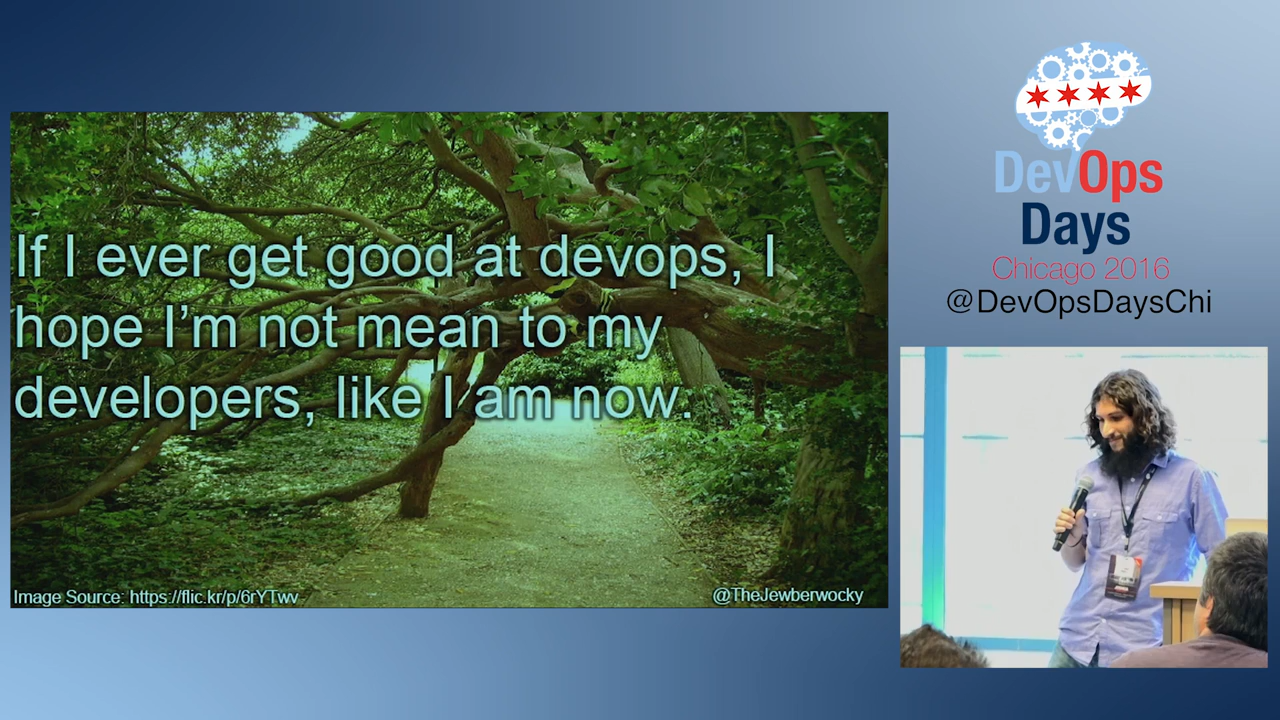 If I ever get good at devops, I
hope I’m not mean to my
developers, like I am now.
Image Source: https://flic.kr/p/6rYTwv
@TheJewberwocky
DevOps
Days
Chicago 2016
@DevOpsDaysChi